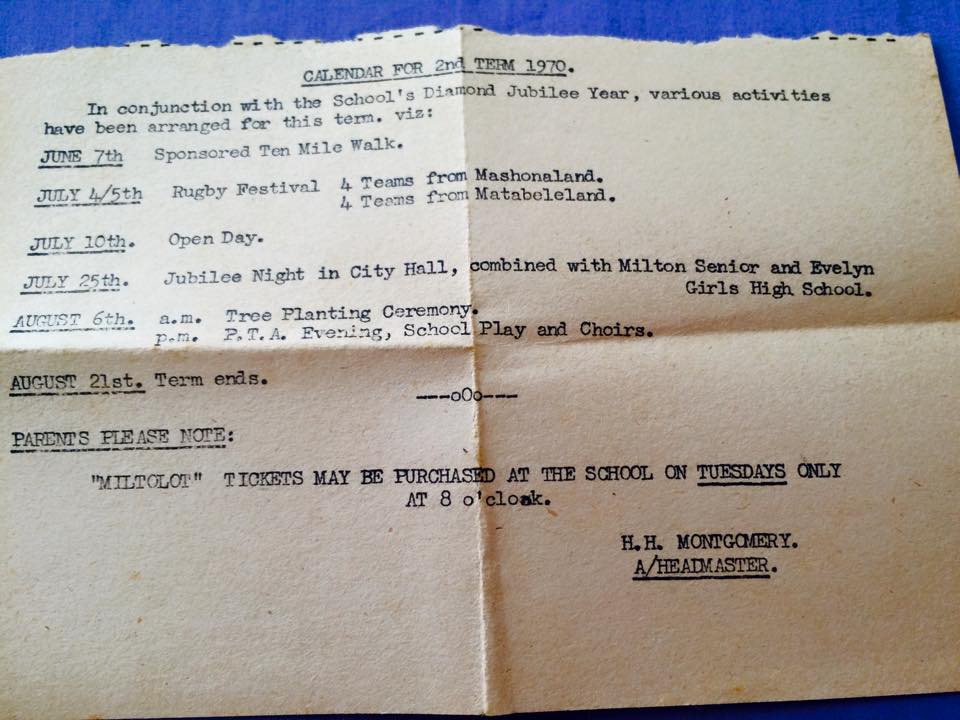 CALENDAR FOR 2nd TERM 1970.
In conjunction with the School's Diamond Jubilee Year, various activities
have been arranged for this term. viz:
JUNE 7th Sponsored Ten Mile Walk.
JULY 4/5th Rugby Festival 4 Teams from Mashonaland.
4 Teams from Matabeleland.
JULY 10th. Open Day.
JULY 25th. Jubilee Night in City Hall, combined with Milton Senior and Evelyn
Girls High School.
AUGUST 6th. a.m. Tree Planting Ceremony.
p.m. P.T.A. Evening, School Play and Choirs.
AUGUST 21st. Term ends.
---oOo---
PARENTS PLEASE NOTE:
"MILTOLOT" TICKETS MAY BE PURCHASED AT THE SCHOOL ON TUESDAYS ONLY
AT 8 o'cloak.
H.H. MONTGOMERY.
A/HEADMASTER.